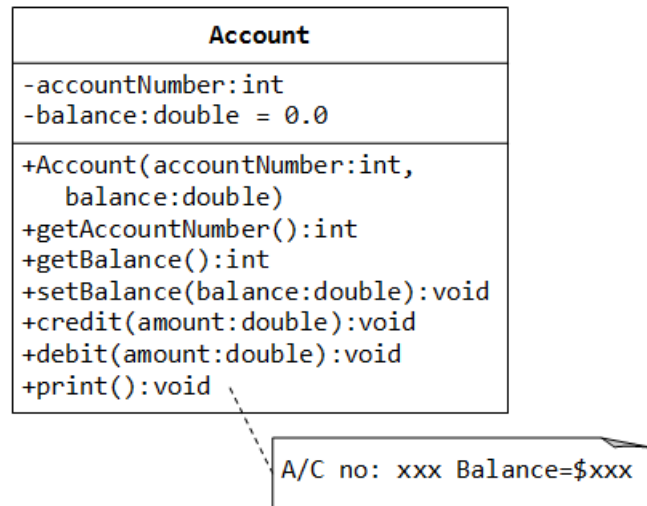 Account
-accountNumber:int
-balance:double = 0.0
+Account(accountNumber:int,
balance:double)
+getAccountNumber():int
+getBalance():int
+setBalance(balance:double):void
+credit(amount:double):void
+debit(amount:double):void
+print():void
A/C no: xxx Balance=$xxx